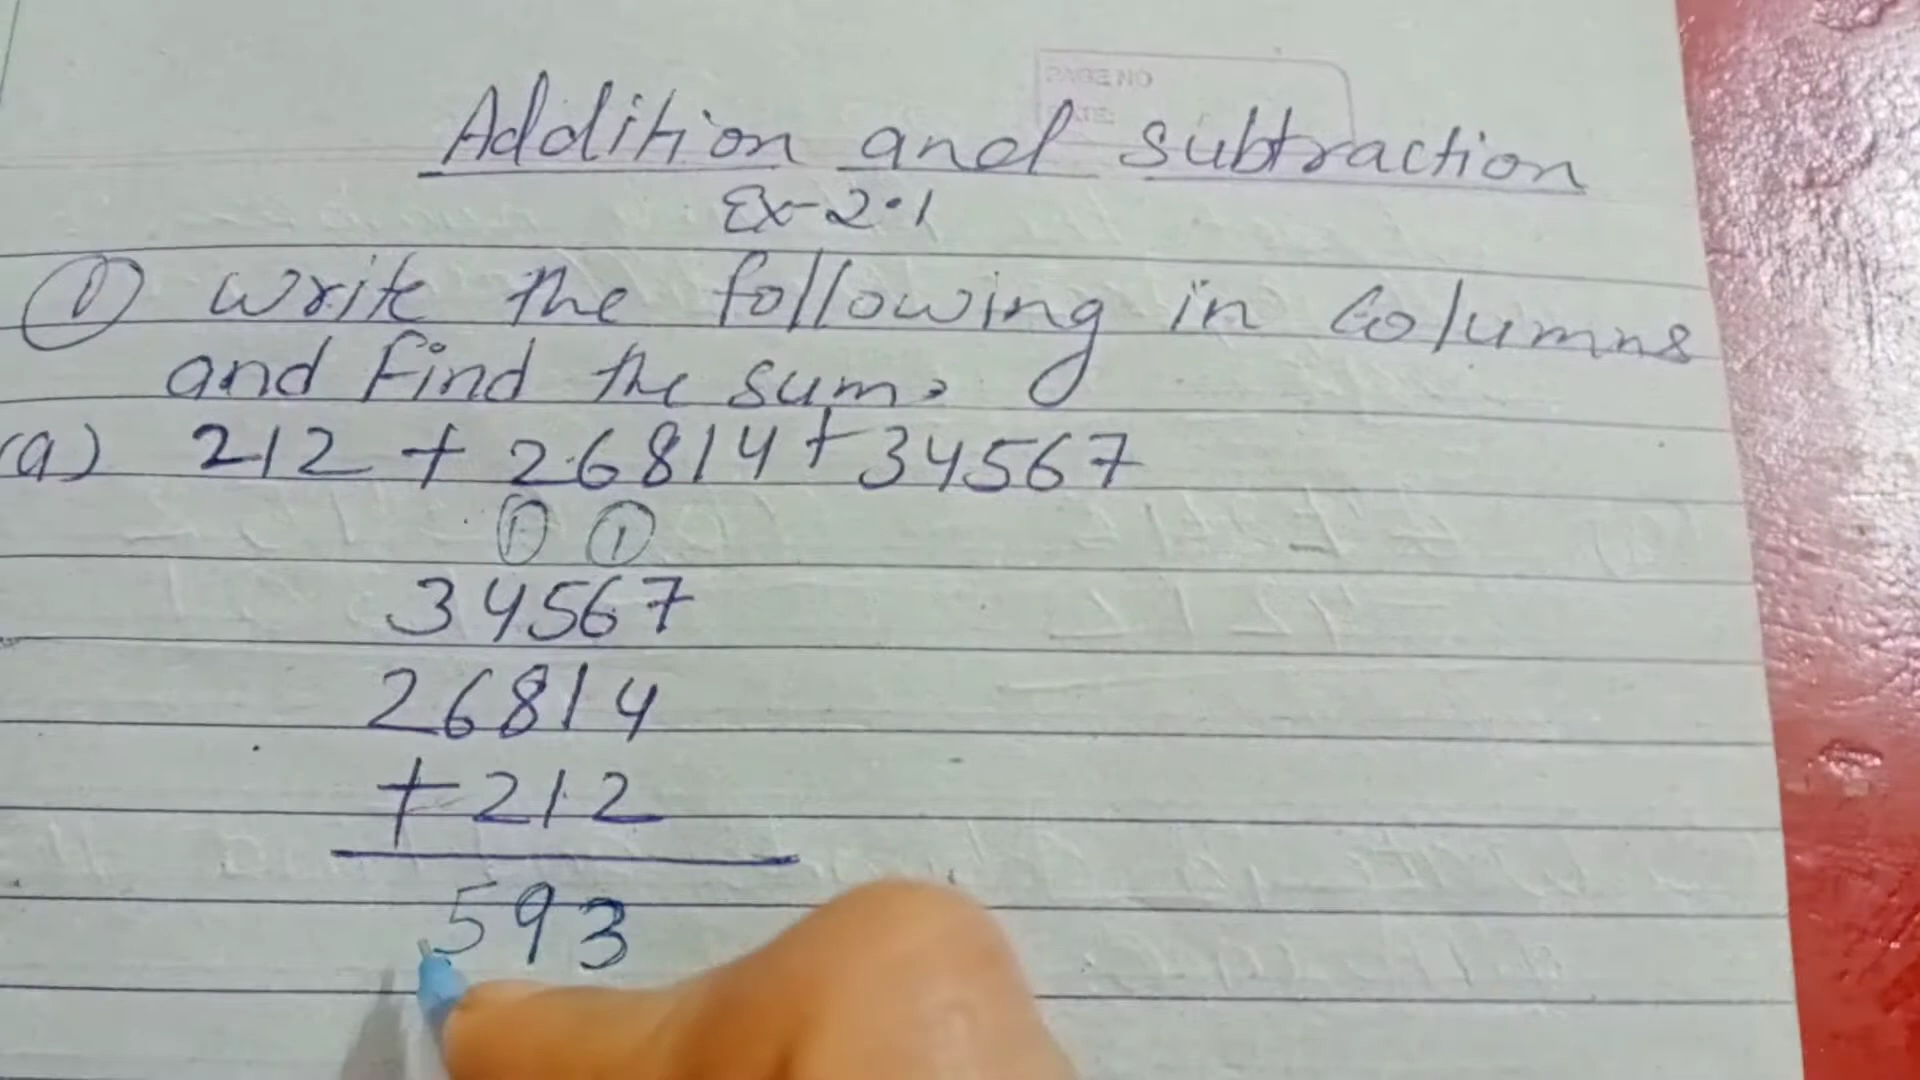 PAGE NO
DATE:
Addition and subtraction
Ex-2.1
① write the following in Columns
and find the sum.
(a) 212 + 26814 + 34567
① ①
34567
26814
+ 212
593